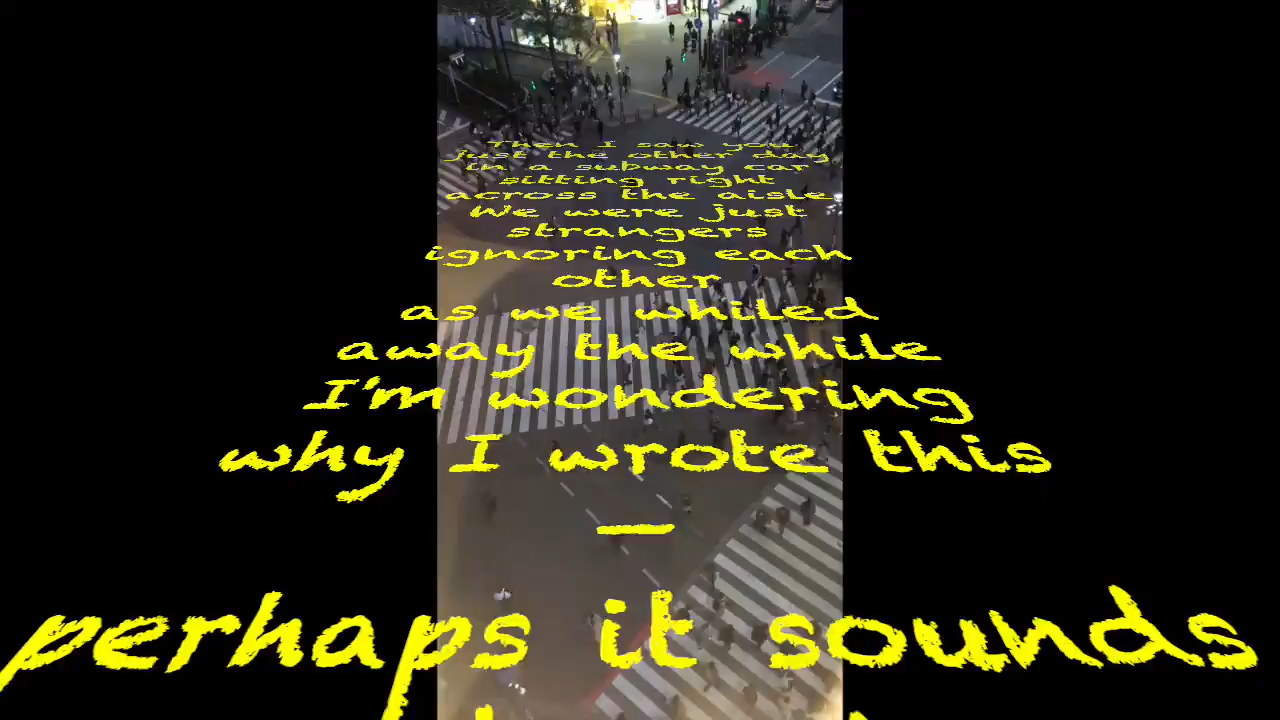 Then I saw you
just the other day
in a subway car
sitting right
across the aisle
We were just
strangers
ignoring each
other
as we whiled
away the while
I'm wondering
why I wrote this
—
perhaps it sounds